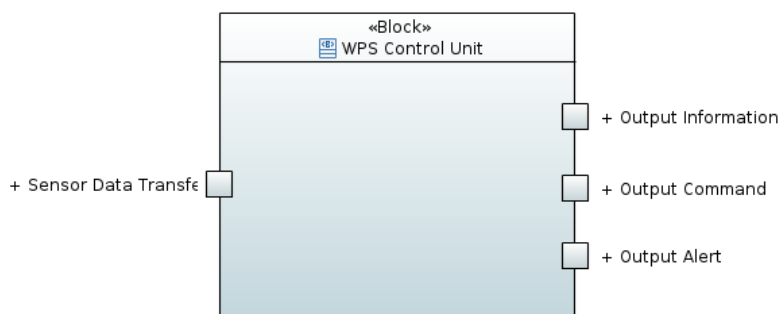 «Block»
WPS Control Unit
+ Output Information
+ Sensor Data Transfe
+ Output Command
+ Output Alert